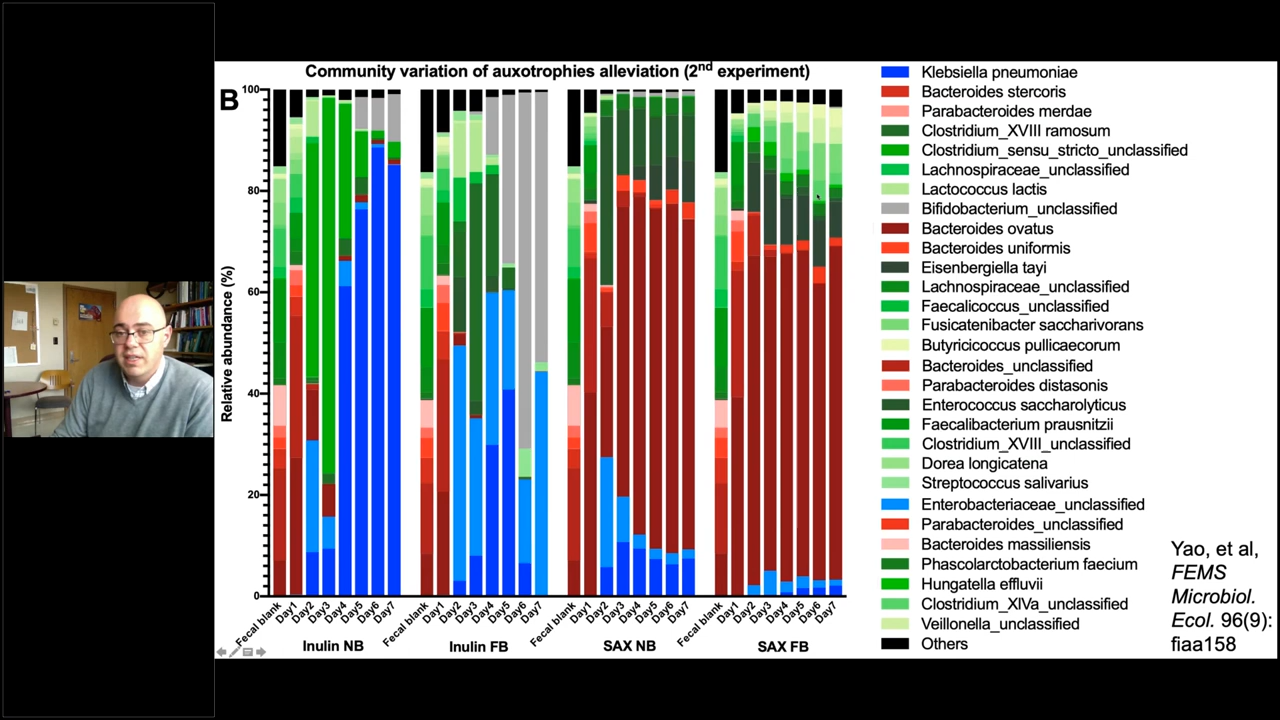 Community variation of auxotrophies alleviation (2nd experiment)
B
Relative abundance (%)
100
80
60
40
20
0
Fecal blank
Day1
Day2
Day3
Day4
Day5
Day6
Day7
Inulin NB
Fecal blank
Day1
Day2
Day3
Day4
Day5
Day6
Day7
Inulin FB
Fecal blank
Day1
Day2
Day3
Day4
Day5
Day6
Day7
SAX NB
Fecal blank
Day1
Day2
Day3
Day4
Day5
Day6
Day7
SAX FB
Klebsiella pneumoniae
Bacteroides stercoris
Parabacteroides merdae
Clostridium_XVIII ramosum
Clostridium_sensu_stricto_unclassified
Lachnospiraceae_unclassified
Lactococcus lactis
Bifidobacterium_unclassified
Bacteroides ovatus
Bacteroides uniformis
Eisenbergiella tayi
Lachnospiraceae_unclassified
Faecalicoccus_unclassified
Fusicatenibacter saccharivorans
Butyricicoccus pullicaecorum
Bacteroides_unclassified
Parabacteroides distasonis
Enterococcus saccharolyticus
Faecalibacterium prausnitzii
Clostridium_XVIII_unclassified
Dorea longicatena
Streptococcus salivarius
Enterobacteriaceae_unclassified
Parabacteroides_unclassified
Bacteroides massiliensis
Phascolarctobacterium faecium
Hungatella effluvii
Clostridium_XIVa_unclassified
Veillonella_unclassified
Others
Yao, et al,
FEMS
Microbiol.
Ecol. 96(9):
fiaa158